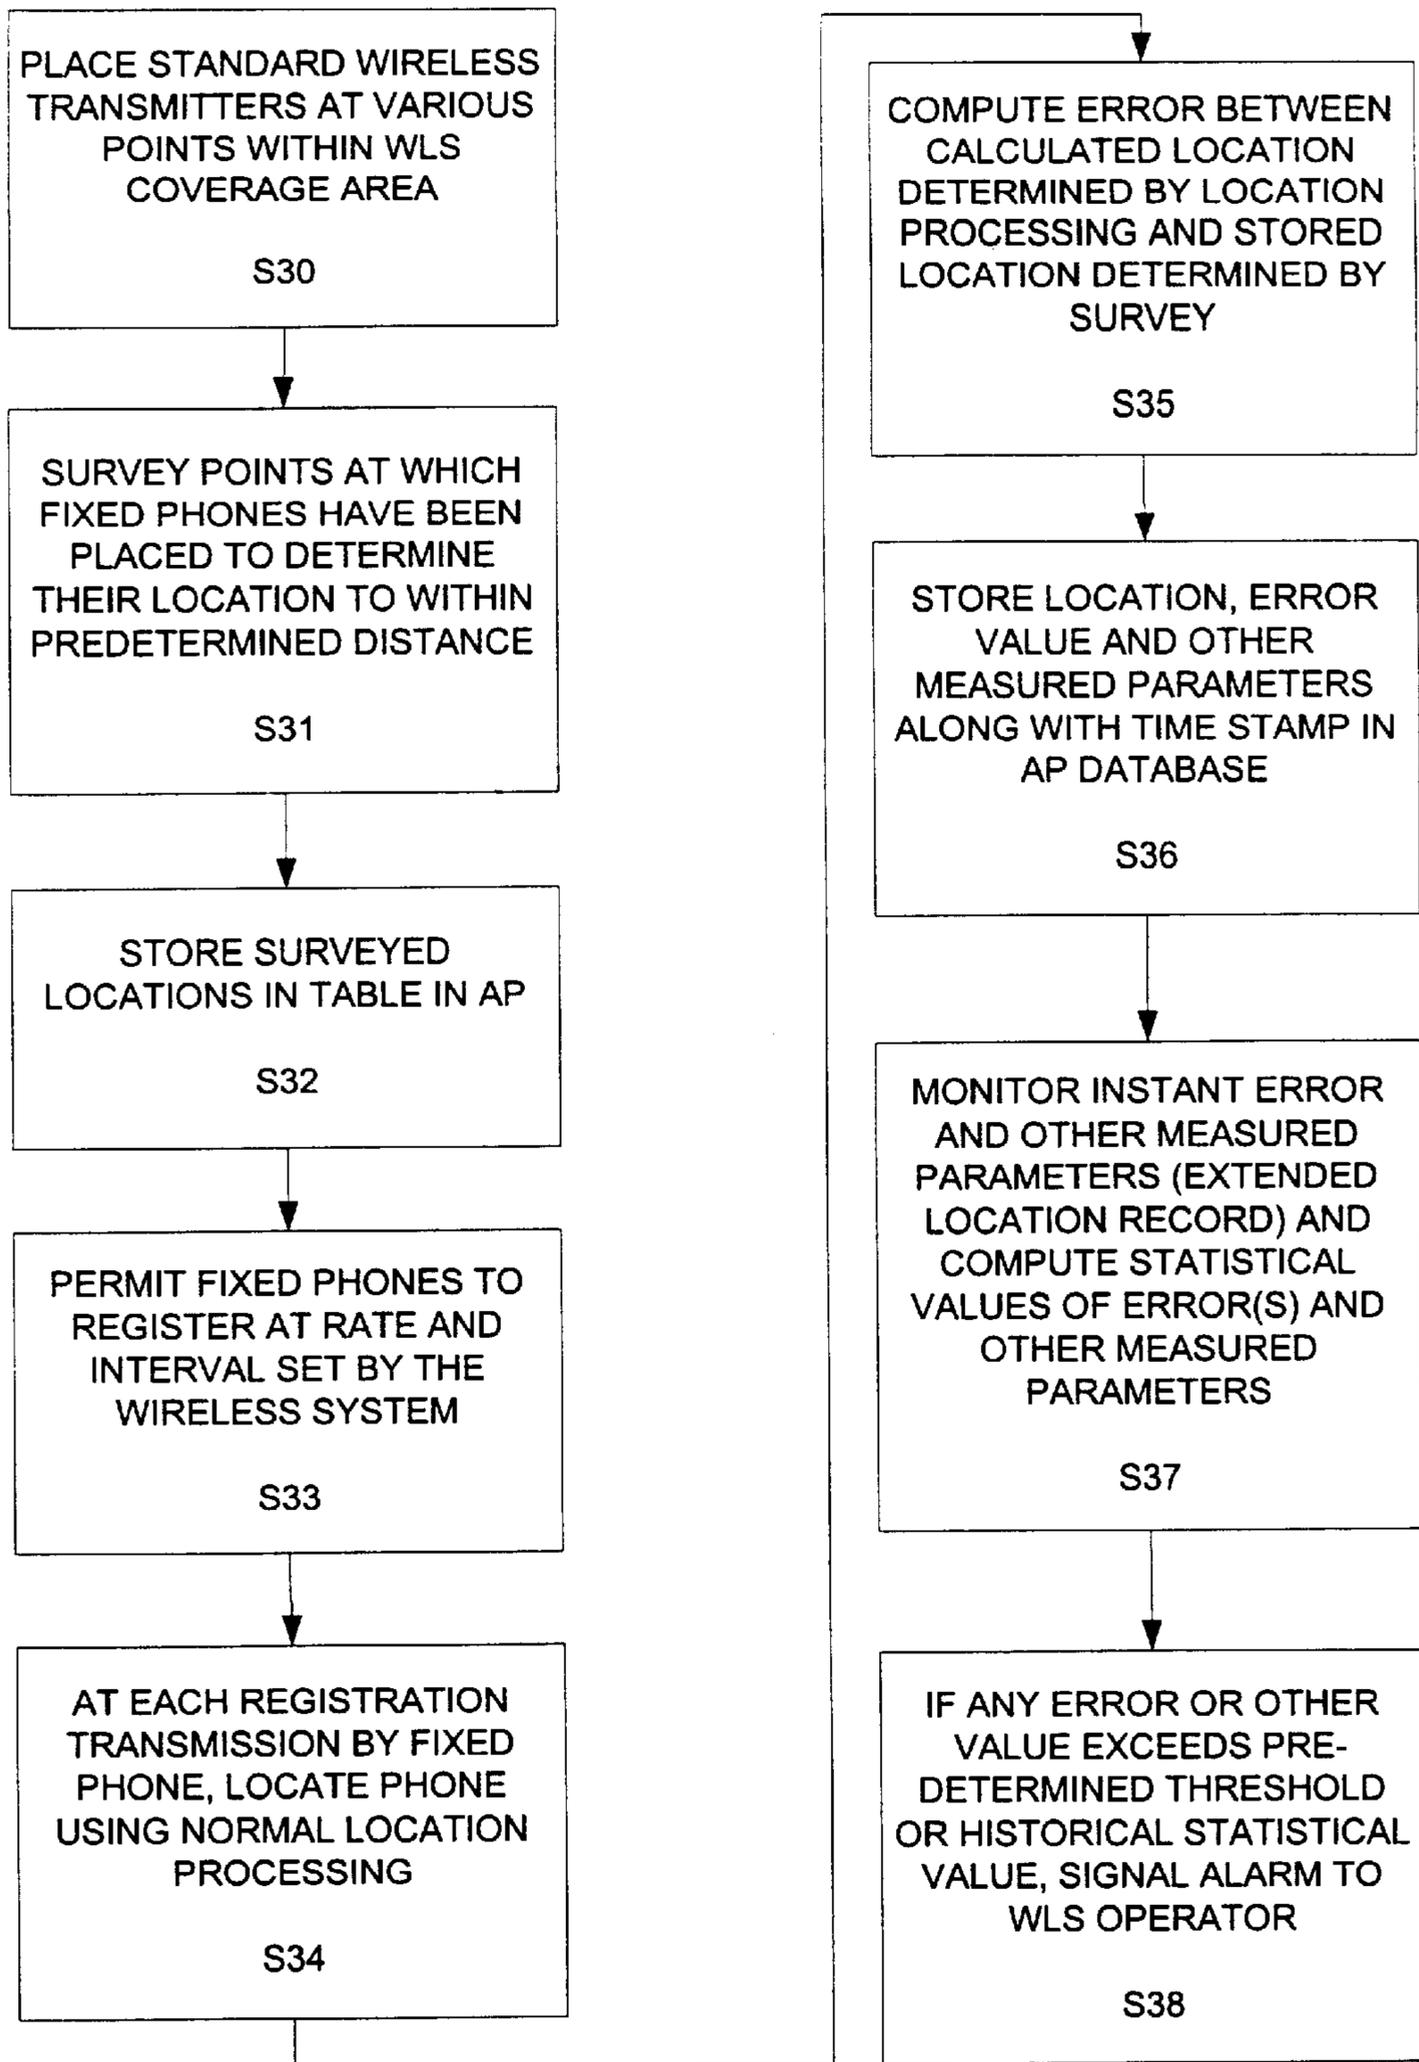 PLACE STANDARD WIRELESS
TRANSMITTERS AT VARIOUS
POINTS WITHIN WLS
COVERAGE AREA
S30
SURVEY POINTS AT WHICH
FIXED PHONES HAVE BEEN
PLACED TO DETERMINE
THEIR LOCATION TO WITHIN
PREDETERMINED DISTANCE
S31
STORE SURVEYED
LOCATIONS IN TABLE IN AP
S32
PERMIT FIXED PHONES TO
REGISTER AT RATE AND
INTERVAL SET BY THE
WIRELESS SYSTEM
S33
AT EACH REGISTRATION
TRANSMISSION BY FIXED
PHONE, LOCATE PHONE
USING NORMAL LOCATION
PROCESSING
S34
COMPUTE ERROR BETWEEN
CALCULATED LOCATION
DETERMINED BY LOCATION
PROCESSING AND STORED
LOCATION DETERMINED BY
SURVEY
S35
STORE LOCATION, ERROR
VALUE AND OTHER
MEASURED PARAMETERS
ALONG WITH TIME STAMP IN
AP DATABASE
S36
MONITOR INSTANT ERROR
AND OTHER MEASURED
PARAMETERS (EXTENDED
LOCATION RECORD) AND
COMPUTE STATISTICAL
VALUES OF ERROR(S) AND
OTHER MEASURED
PARAMETERS
S37
IF ANY ERROR OR OTHER
VALUE EXCEEDS PRE-
DETERMINED THRESHOLD
OR HISTORICAL STATISTICAL
VALUE, SIGNAL ALARM TO
WLS OPERATOR
S38